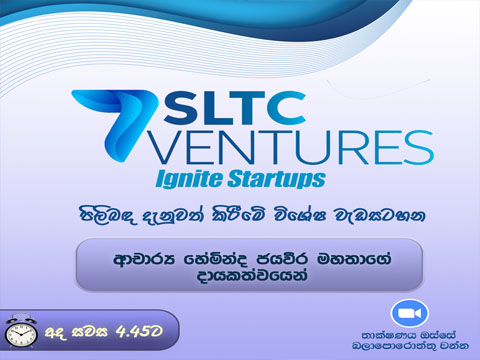 SLTC
VENTURES
Ignite Startups
පිලිබඳ දැනුවත් කිරීමේ විශේෂ වැඩසටහන
ආචාර්ය හේමින්ද ජයවීර මහතාගේ
දායකත්වයෙන්
අද සවස 4.45ට
තාක්ෂණය ඔස්සේ
බලාපොරොත්තු වන්න